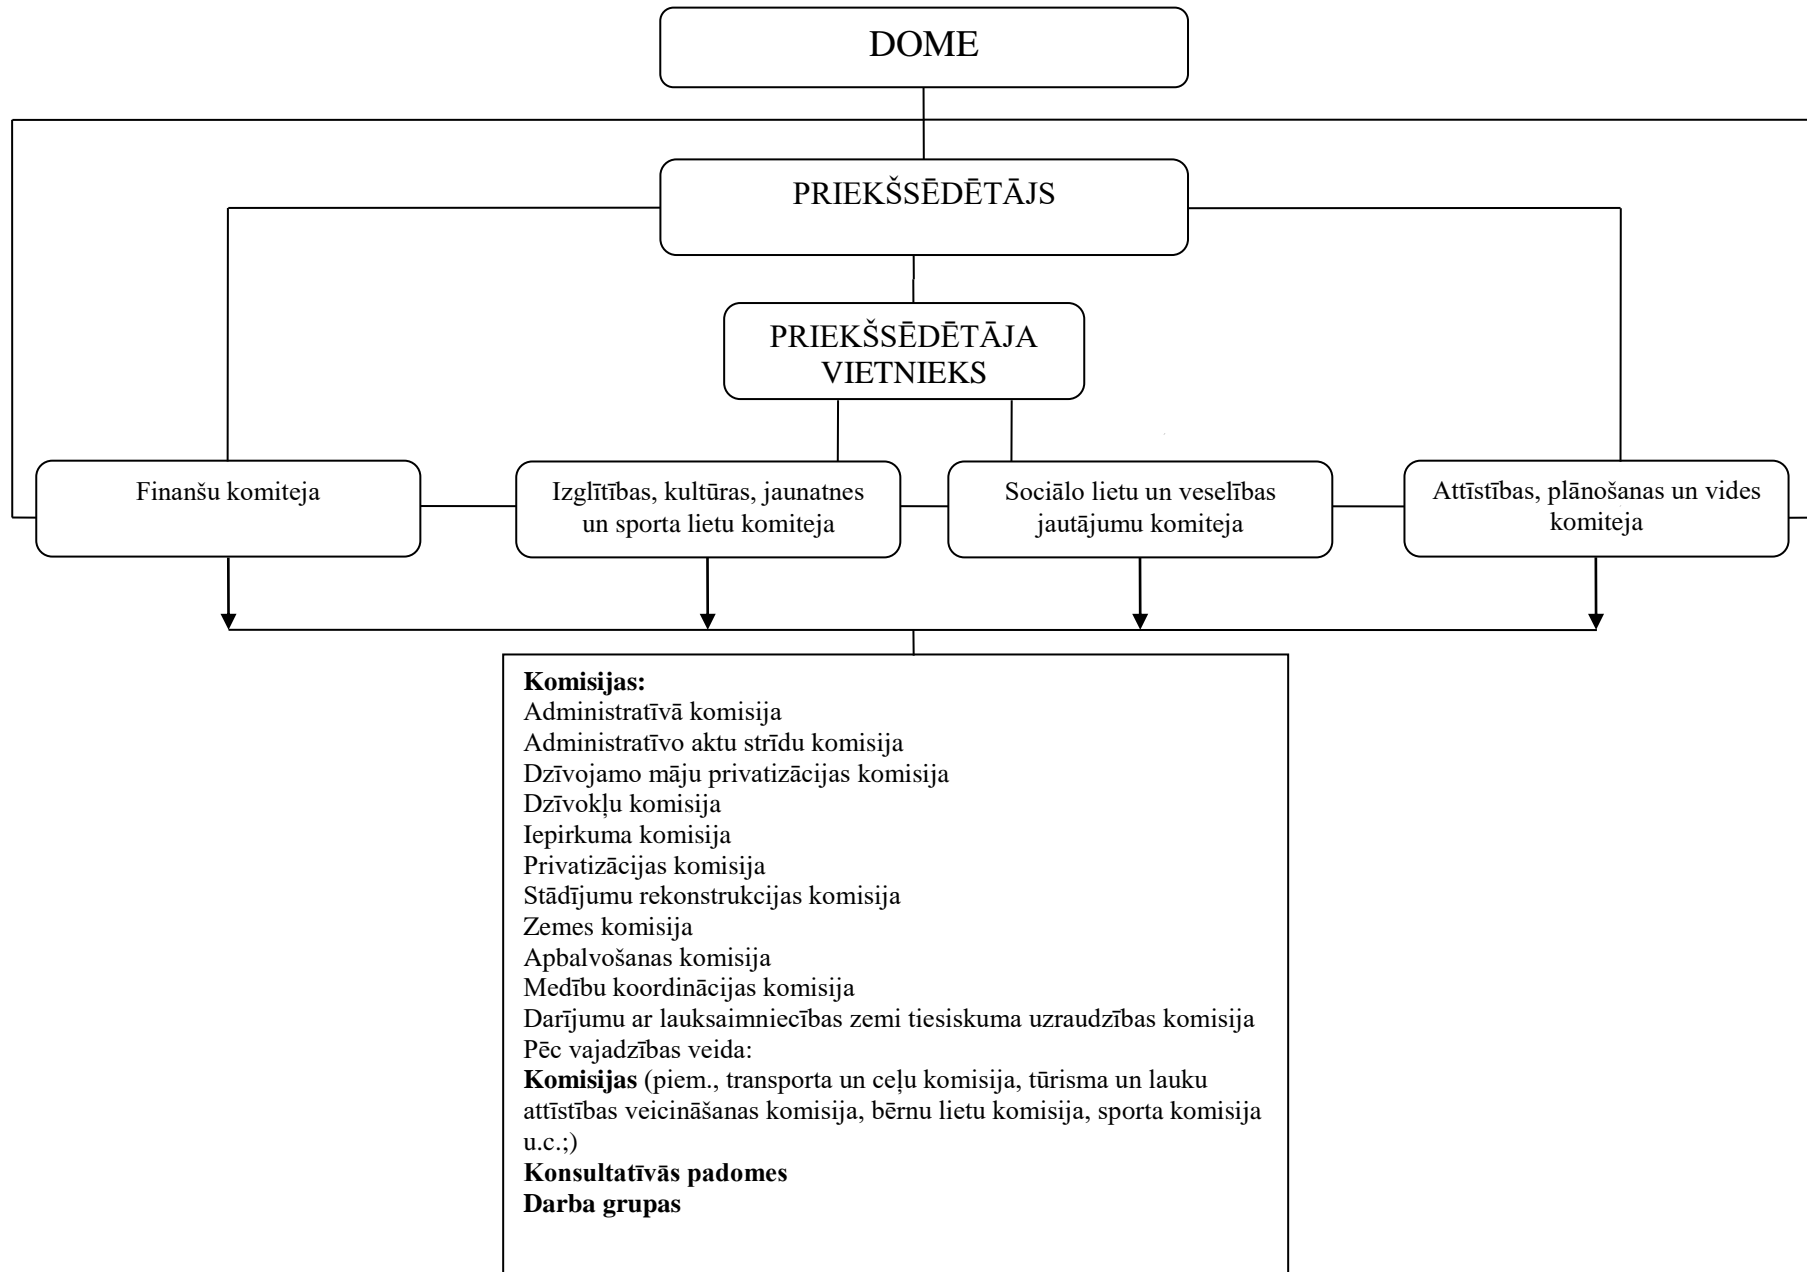 DOME
PRIEKŠSĒDĒTĀJS
PRIEKŠSĒDĒTĀJA
VIETNIEKS
Finanšu komiteja
Izglītības, kultūras, jaunatnes
un sporta lietu komiteja
Sociālo lietu un veselības
jautājumu komiteja
Attīstības, plānošanas un vides
komiteja
Komisijas:
Administratīvā komisija
Administratīvo aktu strīdu komisija
Dzīvojamo māju privatizācijas komisija
Dzīvokļu komisija
Iepirkuma komisija
Privatizācijas komisija
Stādījumu rekonstrukcijas komisija
Zemes komisija
Apbalvošanas komisija
Medību koordinācijas komisija
Darījumu ar lauksaimniecības zemi tiesiskuma uzraudzības komisija
Pēc vajadzības veida:
Komisijas (piem., transporta un ceļu komisija, tūrisma un lauku
attīstības veicināšanas komisija, bērnu lietu komisija, sporta komisija
u.c.;)
Konsultatīvās padomes
Darba grupas